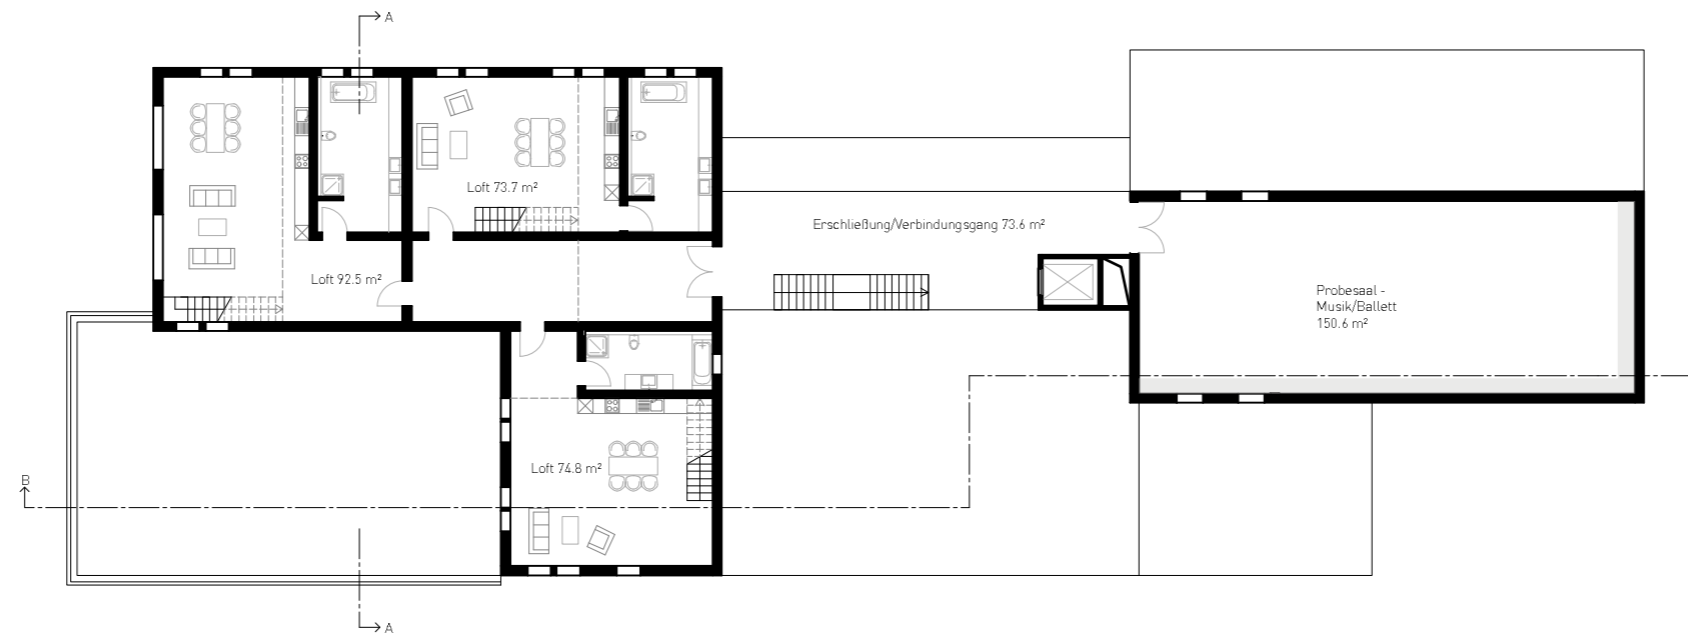 A
Loft 73.7 m²
Erschließung/Verbindungsgang 73.6 m²
Loft 92.5 m²
Probesaal -
Musik/Ballett
150.6 m²
Loft 74.8 m²
B
A